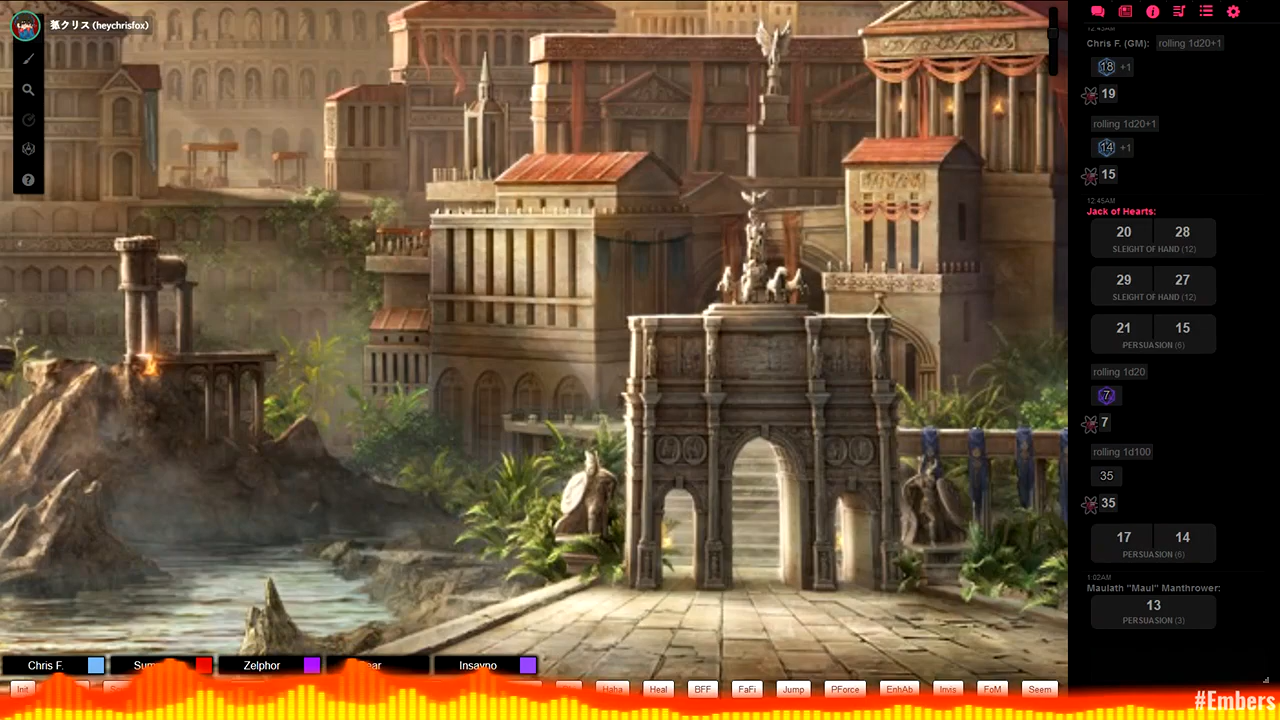 狐クリス (heychrisfox)
12:43AM
Chris F. (GM): rolling 1d20+1
18 +1
19
rolling 1d20+1
14 +1
15
12:45AM
Jack of Hearts:
20 28
SLEIGHT OF HAND (12)
29 27
SLEIGHT OF HAND (12)
21 15
PERSUASION (6)
rolling 1d20
7
7
rolling 1d100
35
35
17 14
PERSUASION (6)
1:02AM
Maulath "Maul" Manthrower:
13
PERSUASION (3)
Chris F. Zelphor Insayno
Init Haha Heal BFF FaFi Jump PForce EnhAb Invis FoM Seem
#Embers